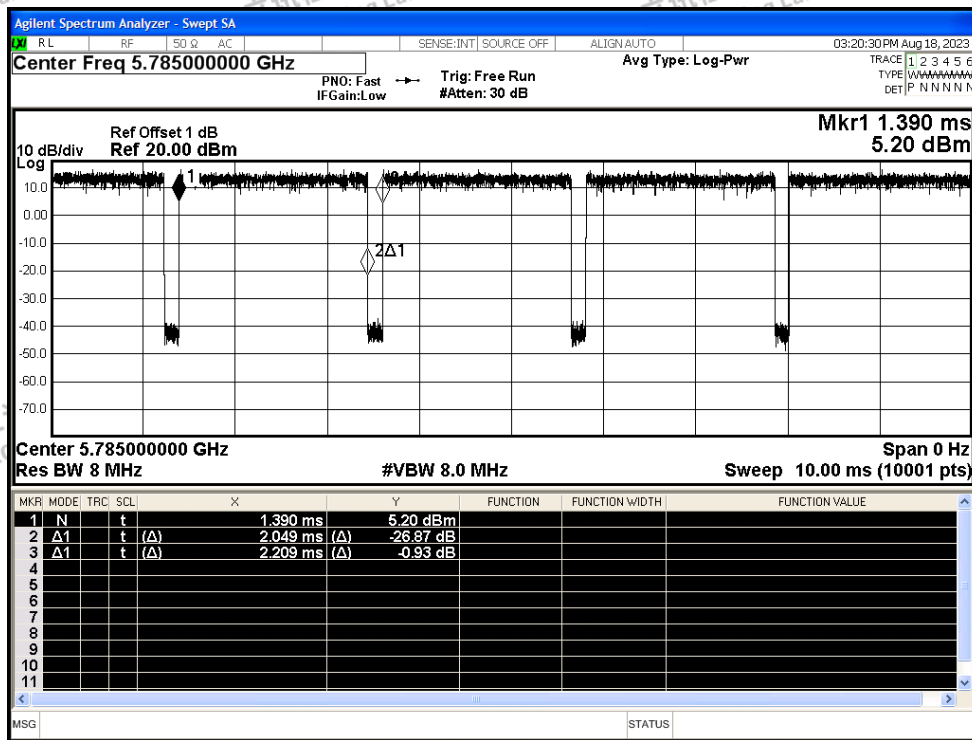 Agilent Spectrum Analyzer - Swept SA
LXI RL RF 50 Ω AC SENSE:INT SOURCE OFF ALIGN AUTO 03:20:30 PM Aug 18, 2023
Center Freq 5.785000000 GHz
Avg Type: Log-Pwr
TRACE 1 2 3 4 5 6
TYPE
DET P N N N N N
PNO: Fast
IFGain:Low
Trig: Free Run
#Atten: 30 dB
Mkr1 1.390 ms
5.20 dBm
Ref Offset 1 dB
10 dB/div Ref 20.00 dBm
Log
10.0
0.00
-10.0
-20.0
-30.0
-40.0
-50.0
-60.0
-70.0
1
2Δ1
Center 5.785000000 GHz Span 0 Hz
Res BW 8 MHz #VBW 8.0 MHz Sweep 10.00 ms (10001 pts)
MKR MODE TRC SCL X Y FUNCTION FUNCTION WIDTH FUNCTION VALUE
1 N t 1.390 ms 5.20 dBm
2 Δ1 t (Δ) 2.049 ms (Δ) -26.87 dB
3 Δ1 t (Δ) 2.209 ms (Δ) -0.93 dB
4
5
6
7
8
9
10
11
MSG STATUS